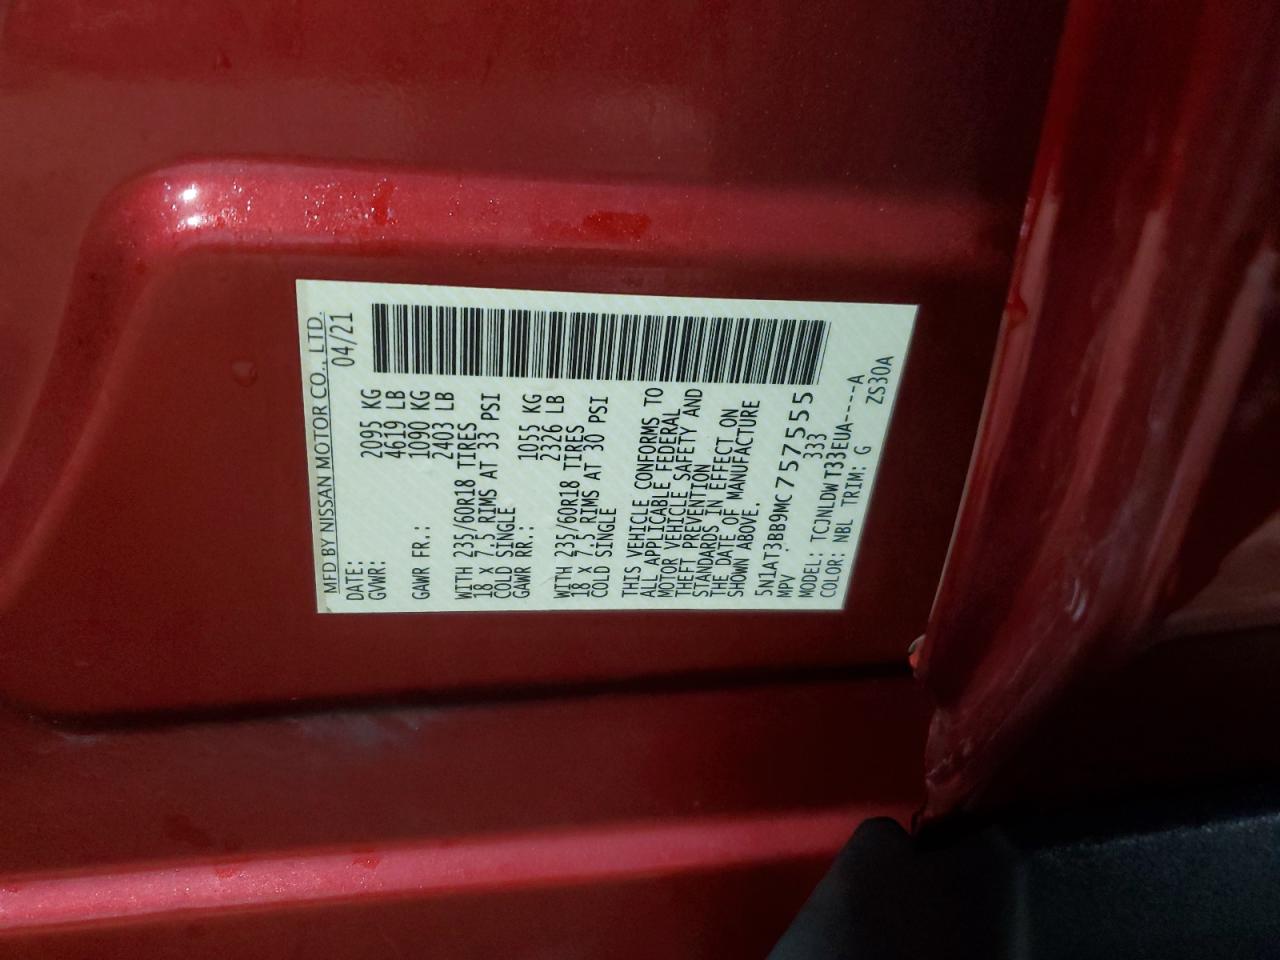 MFD BY NISSAN MOTOR CO., LTD.
DATE: 04/21
GVWR: 2095 KG
4619 LB
GAWR FR.: 1090 KG
2403 LB
WITH 235/60R18 TIRES
18 X 7.5 RIMS AT 33 PSI
COLD SINGLE
GAWR RR.: 1055 KG
2326 LB
WITH 235/60R18 TIRES
18 X 7.5 RIMS AT 30 PSI
COLD SINGLE
THIS VEHICLE CONFORMS TO
ALL APPLICABLE FEDERAL
MOTOR VEHICLE SAFETY AND
THEFT PREVENTION
STANDARDS IN EFFECT ON
THE DATE OF MANUFACTURE
SHOWN ABOVE.
5N1AT3BB9MC757555
MPV 333
MODEL: TCJNLDWT33EUA----A
COLOR: NBL TRIM: G ZS30A